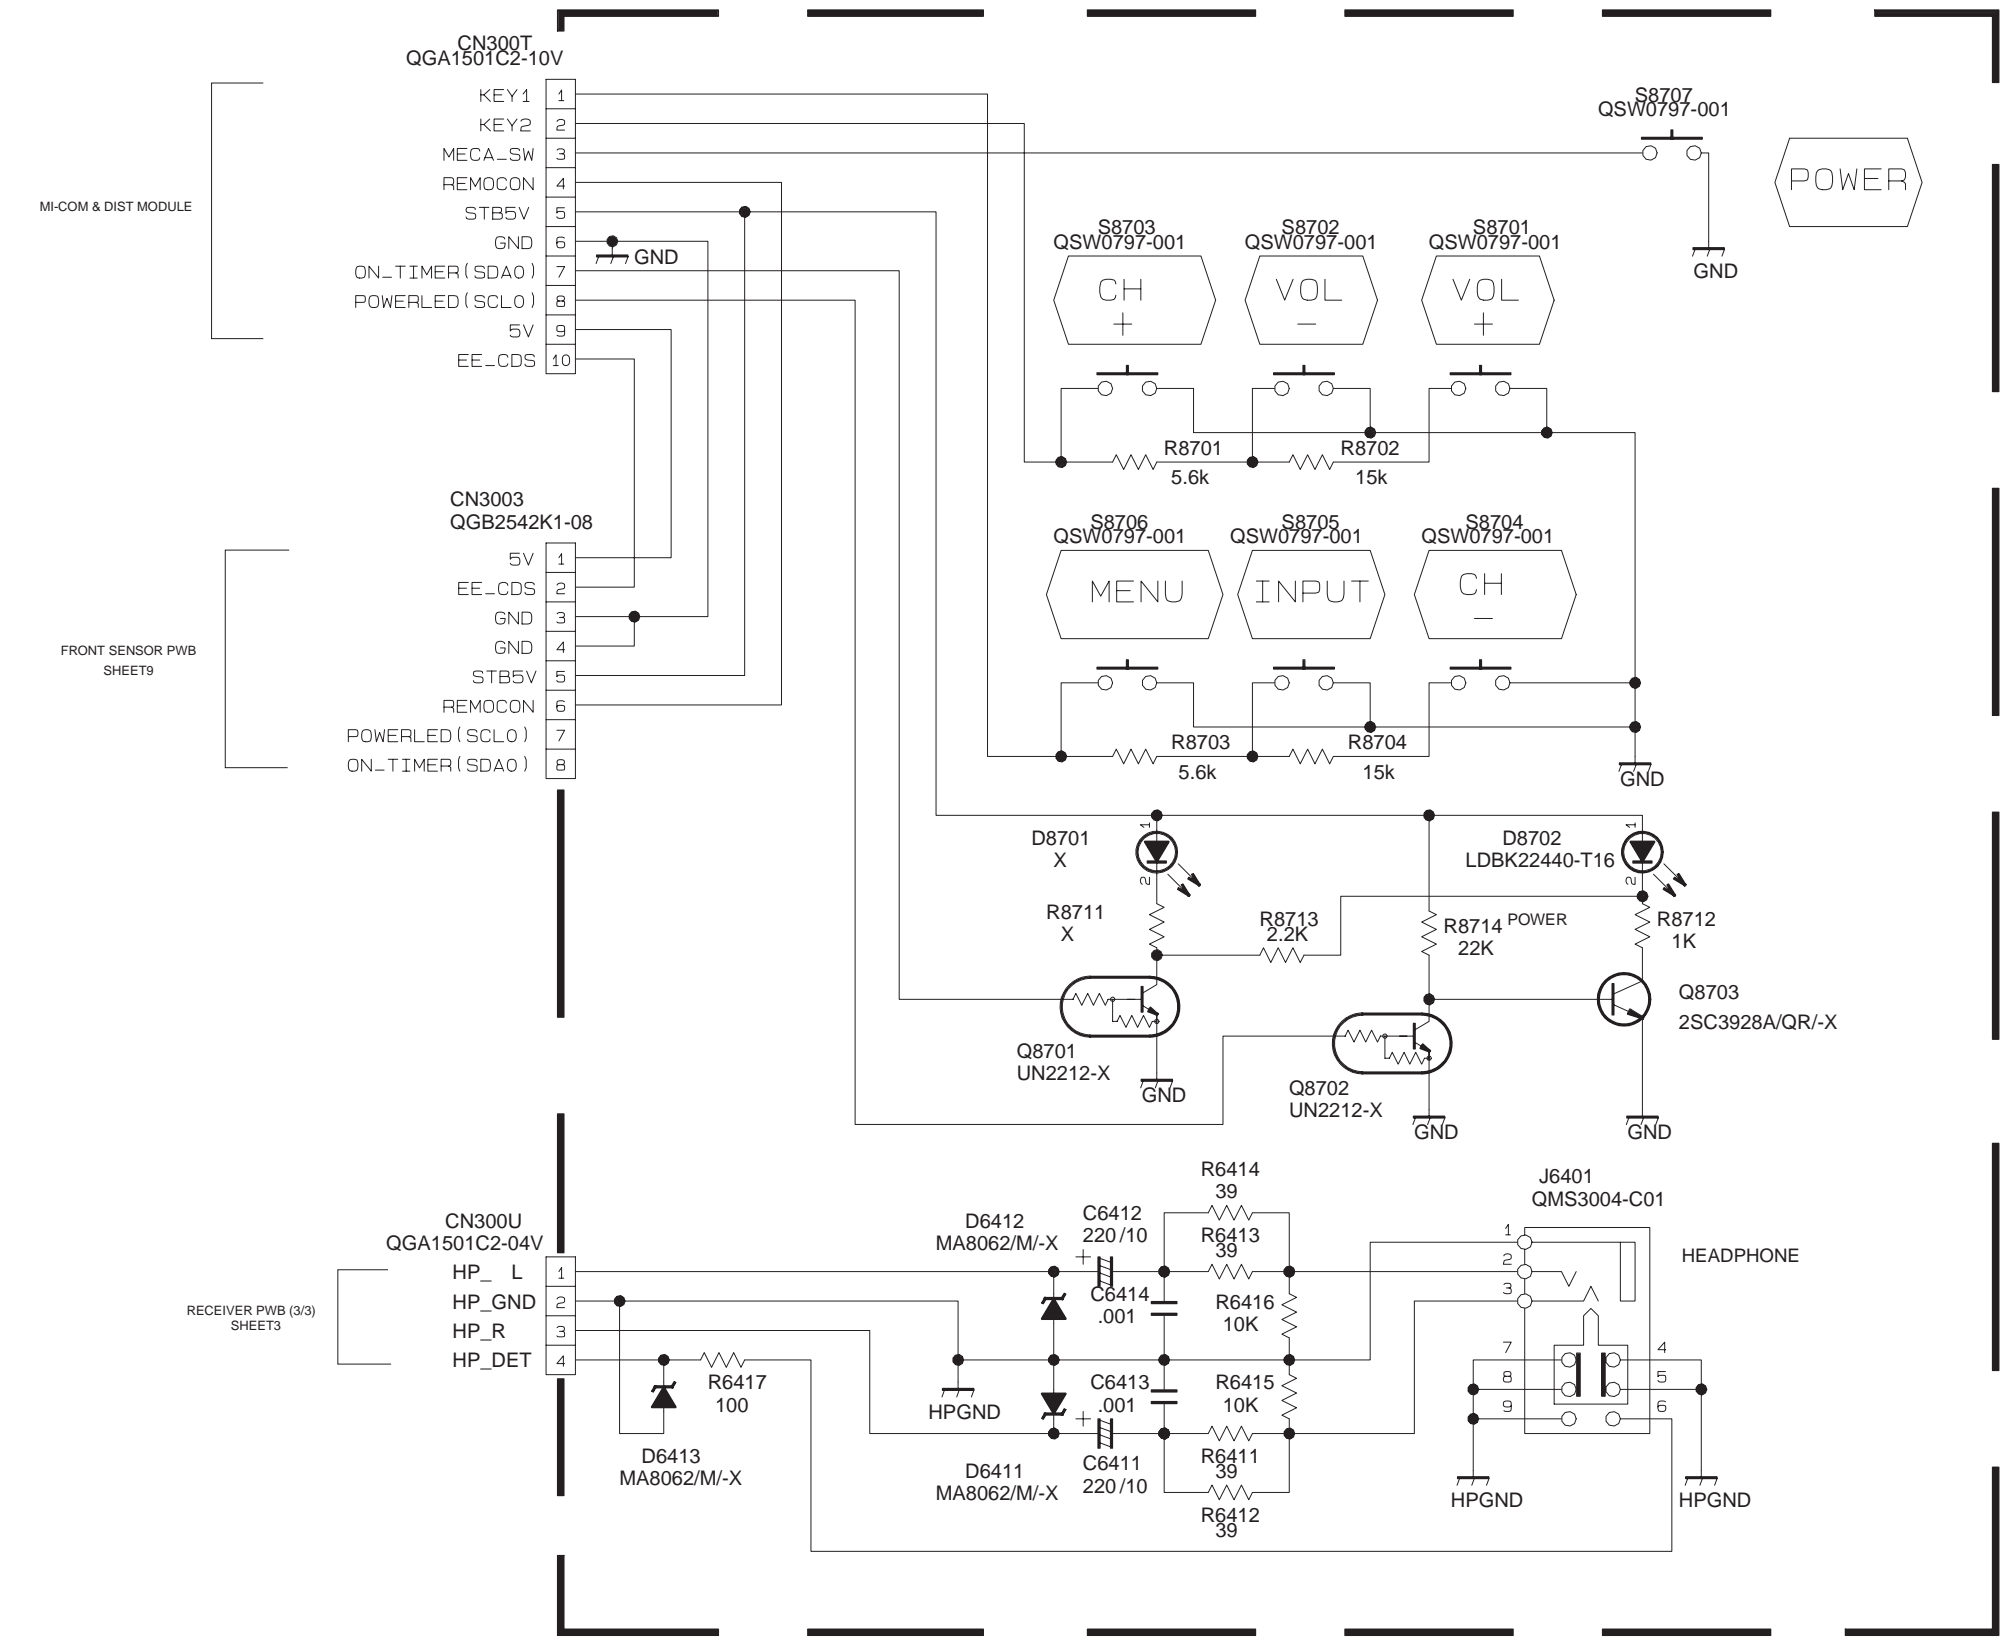 CN300T
QGA1501C2-10V
KEY1 1
KEY2 2
MECA_SW 3
REMOCON 4
STB5V 5
GND 6
GND
ON_TIMER(SDA0) 7
POWERLED(SCL0) 8
5V 9
EE_CDS 10
MI-COM & DIST MODULE
S8707
QSW0797-001
POWER
GND
S8703
QSW0797-001
CH
+
S8702
QSW0797-001
VOL
−
S8701
QSW0797-001
VOL
+
R8701
5.6k
R8702
15k
CN3003
QGB2542K1-08
5V 1
EE_CDS 2
GND 3
GND 4
STB5V 5
REMOCON 6
POWERLED(SCL0) 7
ON_TIMER(SDA0) 8
FRONT SENSOR PWB
SHEET9
S8706
QSW0797-001
MENU
S8705
QSW0797-001
INPUT
S8704
QSW0797-001
CH
−
R8703
5.6k
R8704
15k
GND
D8701
X
1
2
D8702
LDBK22440-T16
1
2
R8711
X
R8713
2.2K
R8714
22K
POWER
R8712
1K
Q8701
UN2212-X
GND
Q8702
UN2212-X
GND
Q8703
2SC3928A/QR/-X
GND
CN300U
QGA1501C2-04V
HP_ L 1
HP_GND 2
HP_R 3
HP_DET 4
RECEIVER PWB (3/3)
SHEET3
D6412
MA8062/M/-X
C6412
220/10
+
R6414
39
R6413
39
C6414
.001
R6416
10K
R6417
100
HPGND
C6413
.001
R6415
10K
+
D6413
MA8062/M/-X
D6411
MA8062/M/-X
C6411
220/10
R6411
39
R6412
39
J6401
QMS3004-C01
HEADPHONE
1
2
3
7
8
9
4
5
6
HPGND
HPGND